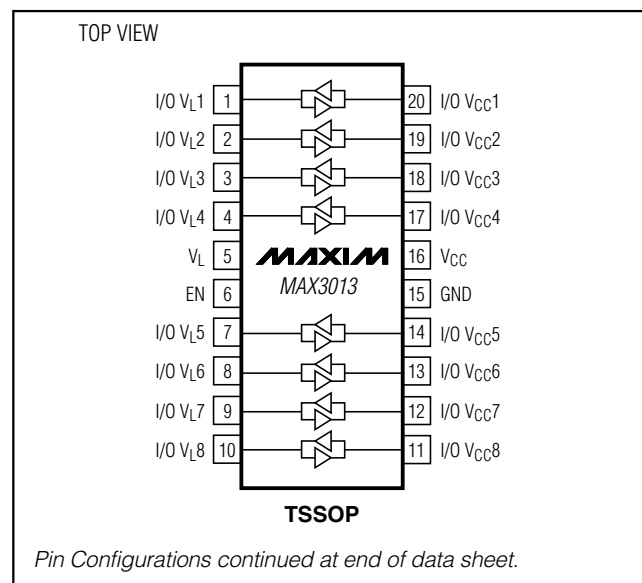 TOP VIEW
I/O VL1 1 20 I/O VCC1
I/O VL2 2 19 I/O VCC2
I/O VL3 3 18 I/O VCC3
I/O VL4 4 17 I/O VCC4
VL 5 MAXIM 16 VCC
EN 6 MAX3013 15 GND
I/O VL5 7 14 I/O VCC5
I/O VL6 8 13 I/O VCC6
I/O VL7 9 12 I/O VCC7
I/O VL8 10 11 I/O VCC8
TSSOP
Pin Configurations continued at end of data sheet.